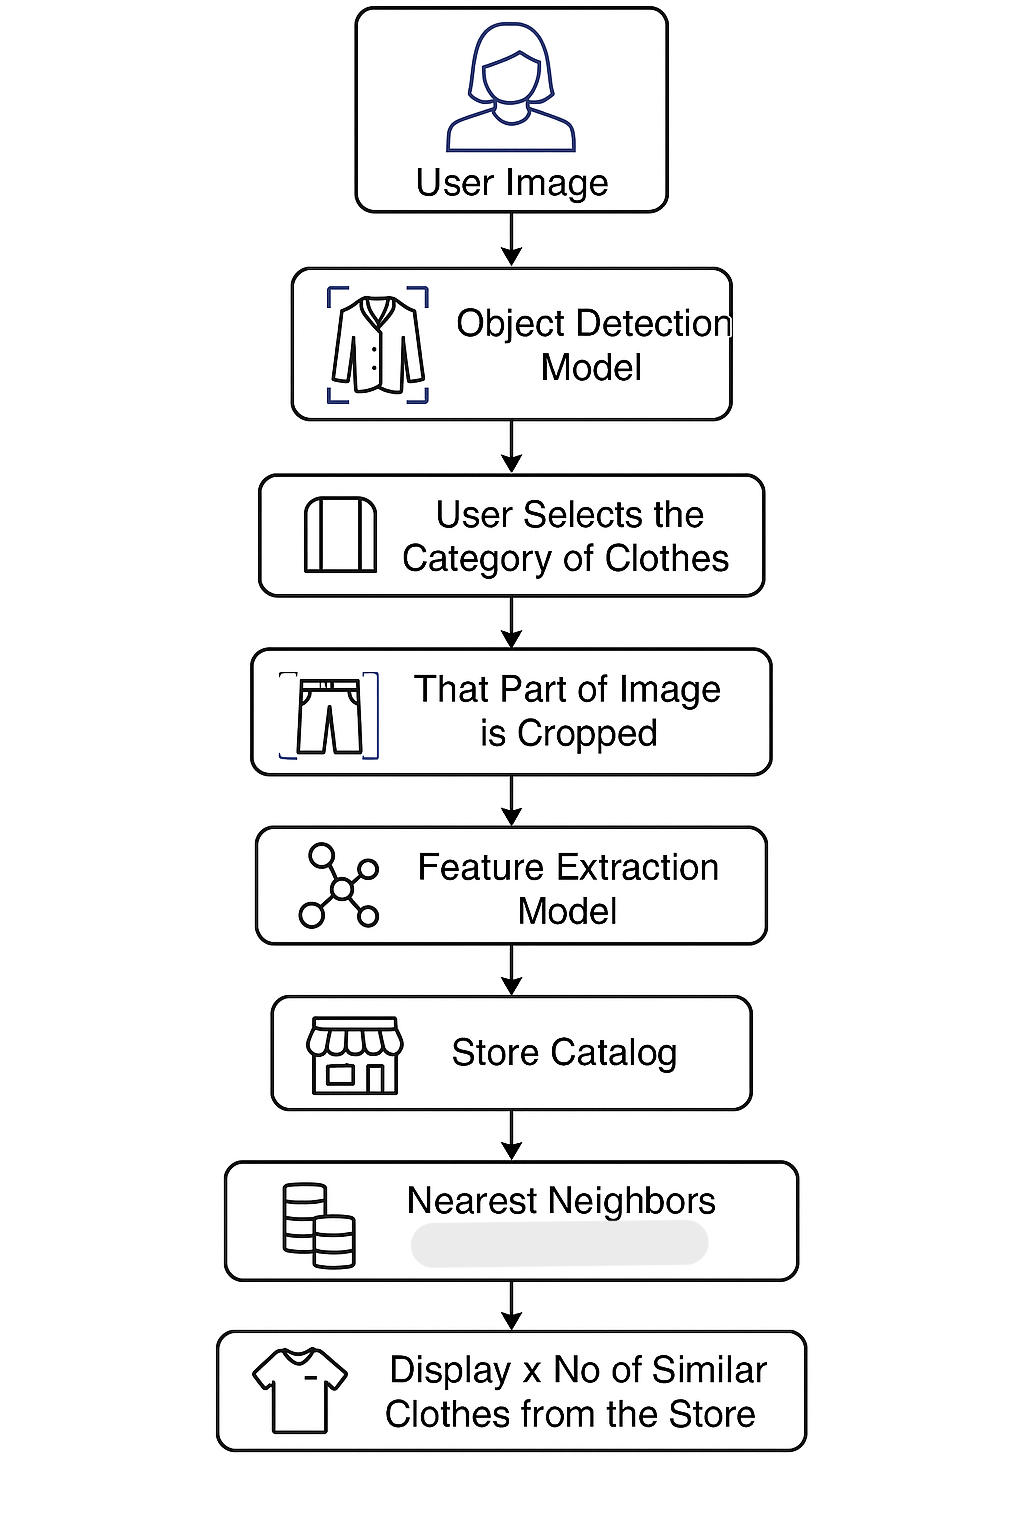 User Image
Object Detection
Model
User Selects the
Category of Clothes
That Part of Image
is Cropped
Feature Extraction
Model
Store Catalog
Nearest Neighbors
Display x No of Similar
Clothes from the Store